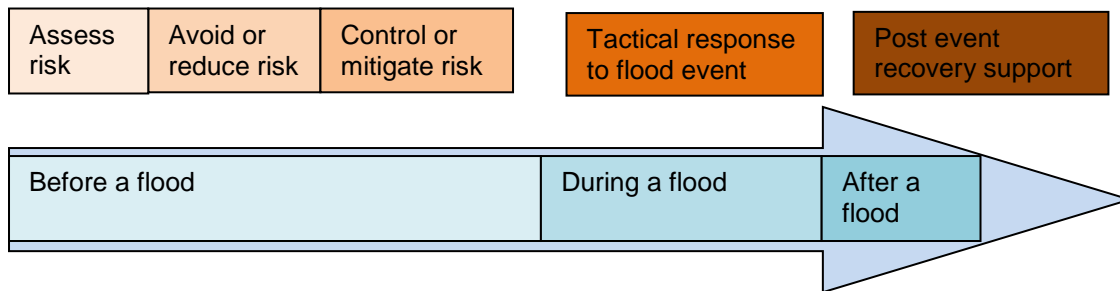 Assess
risk
Avoid or
reduce risk
Control or
mitigate risk
Tactical response
to flood event
Post event
recovery support
Before a flood
During a flood
After a
flood